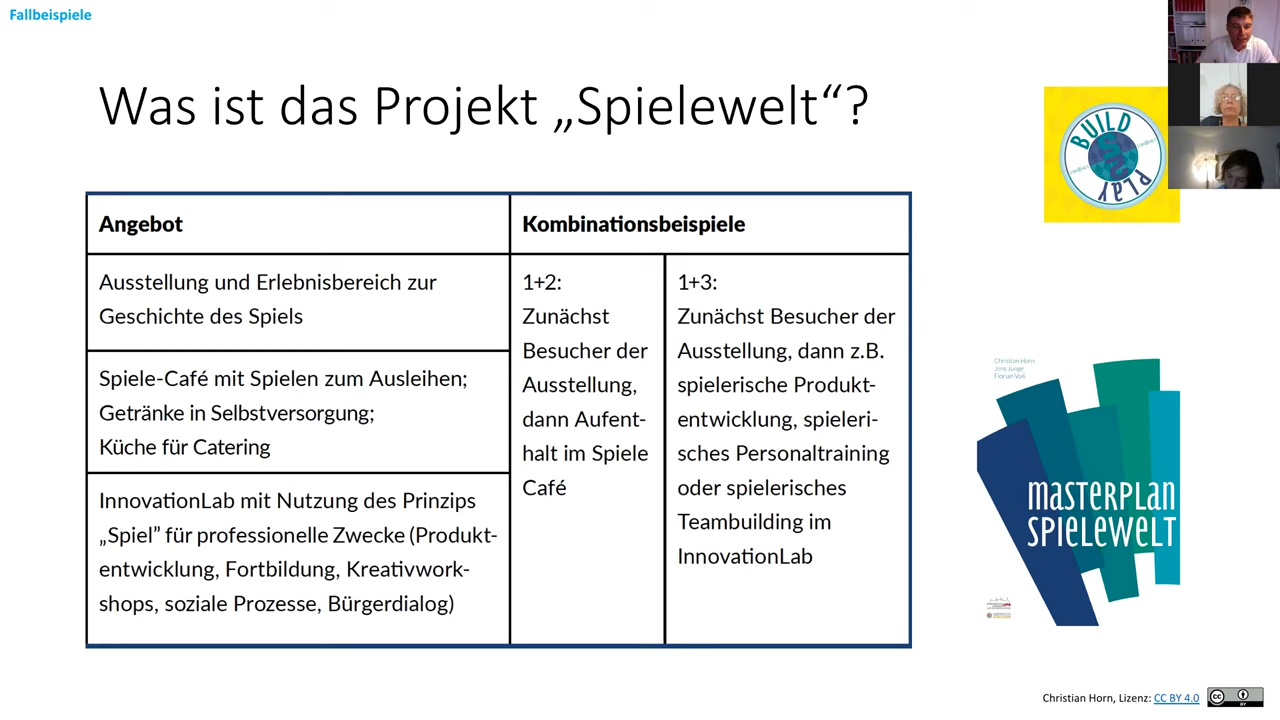 Fallbeispiele
Was ist das Projekt „Spielewelt“?
Angebot
Kombinationsbeispiele
Ausstellung und Erlebnisbereich zur
Geschichte des Spiels
Spiele-Café mit Spielen zum Ausleihen;
Getränke in Selbstversorgung;
Küche für Catering
InnovationLab mit Nutzung des Prinzips
„Spiel” für professionelle Zwecke (Produkt-
entwicklung, Fortbildung, Kreativwork-
shops, soziale Prozesse, Bürgerdialog)
1+2:
Zunächst
Besucher der
Ausstellung,
dann Aufent-
halt im Spiele
Café
1+3:
Zunächst Besucher der
Ausstellung, dann z.B.
spielerische Produkt-
entwicklung, spieleri-
sches Personaltraining
oder spielerisches
Teambuilding im
InnovationLab
BUILD
PLAY
Christian Horn
Jens Junge
Florian Voß
masterplan
spielewelt
Christian Horn, Lizenz: CC BY 4.0
cc
BY